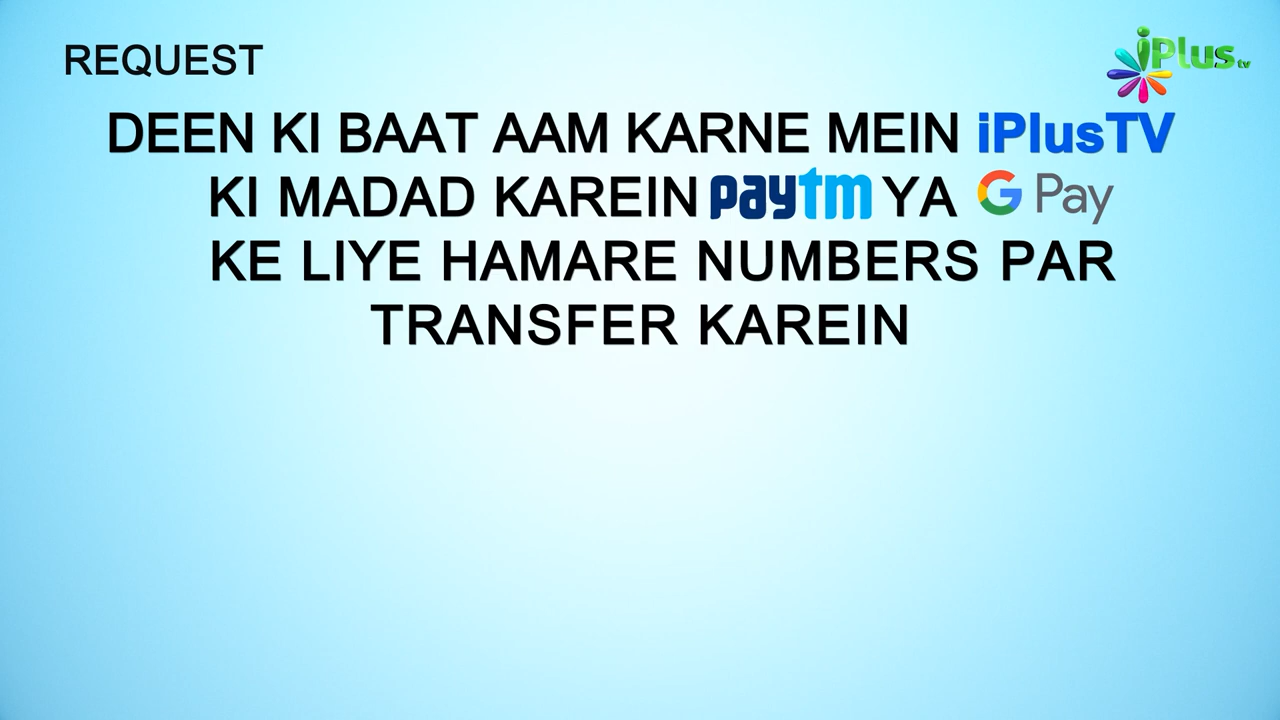 REQUEST
iPlus tv
DEEN KI BAAT AAM KARNE MEIN iPlusTV
KI MADAD KAREIN paytm YA G Pay
KE LIYE HAMARE NUMBERS PAR
TRANSFER KAREIN